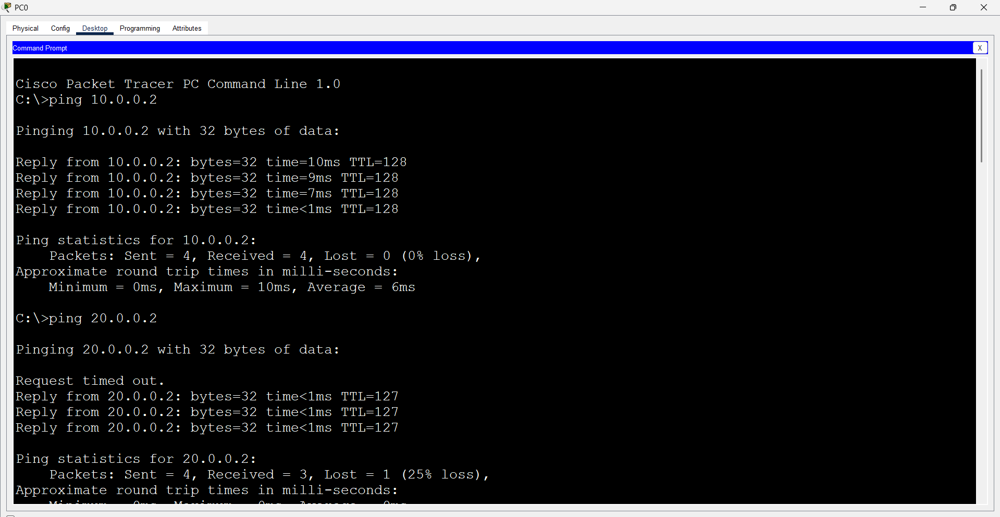 PC0
Physical Config Desktop Programming Attributes
Command Prompt X
Cisco Packet Tracer PC Command Line 1.0
C:\>ping 10.0.0.2
Pinging 10.0.0.2 with 32 bytes of data:
Reply from 10.0.0.2: bytes=32 time=10ms TTL=128
Reply from 10.0.0.2: bytes=32 time=9ms TTL=128
Reply from 10.0.0.2: bytes=32 time=7ms TTL=128
Reply from 10.0.0.2: bytes=32 time<1ms TTL=128
Ping statistics for 10.0.0.2:
    Packets: Sent = 4, Received = 4, Lost = 0 (0% loss),
Approximate round trip times in milli-seconds:
    Minimum = 0ms, Maximum = 10ms, Average = 6ms
C:\>ping 20.0.0.2
Pinging 20.0.0.2 with 32 bytes of data:
Request timed out.
Reply from 20.0.0.2: bytes=32 time<1ms TTL=127
Reply from 20.0.0.2: bytes=32 time<1ms TTL=127
Reply from 20.0.0.2: bytes=32 time<1ms TTL=127
Ping statistics for 20.0.0.2:
    Packets: Sent = 4, Received = 3, Lost = 1 (25% loss),
Approximate round trip times in milli-seconds: